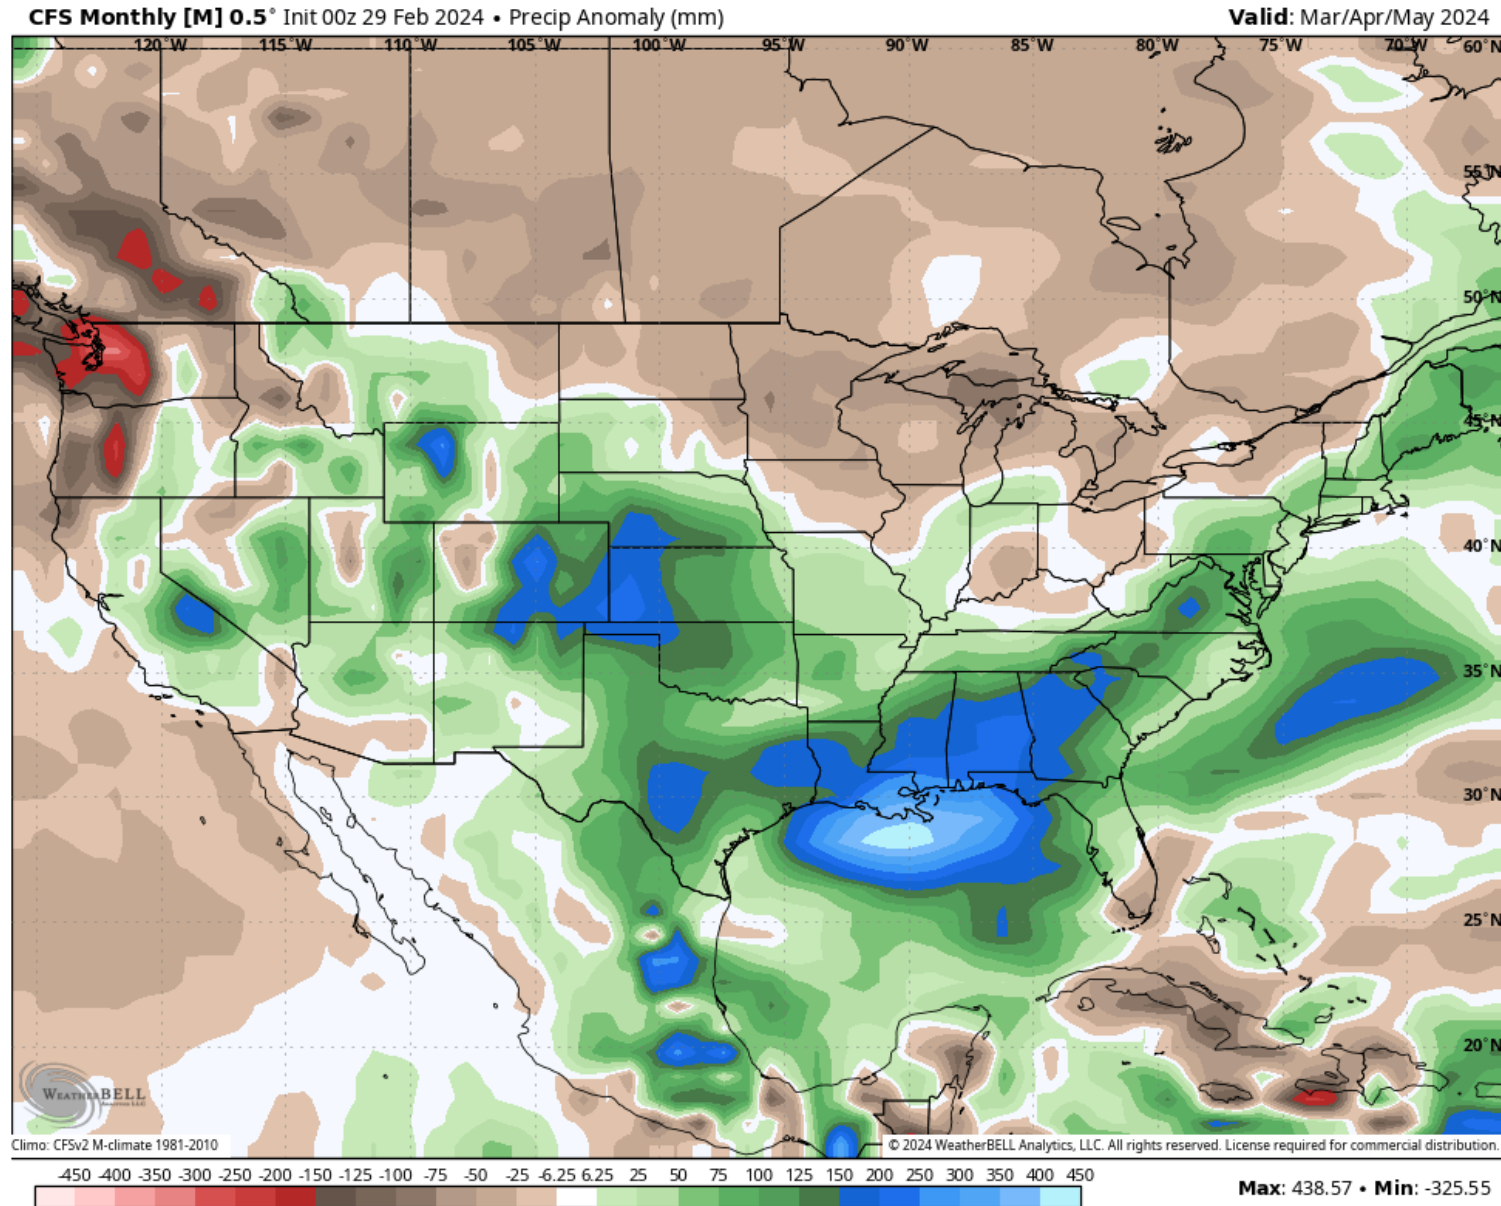 CFS Monthly [M] 0.5° Init 00z 29 Feb 2024 • Precip Anomaly (mm)
Valid: Mar/Apr/May 2024
120°W 115°W 110°W 105°W 100°W 95°W 90°W 85°W 80°W 75°W 70°W 60°N
55°N
50°N
45°N
40°N
35°N
30°N
25°N
20°N
WEATHERBELL
ANALYTICS LLC
Climo: CFSv2 M-climate 1981-2010
© 2024 WeatherBELL Analytics, LLC. All rights reserved. License required for commercial distribution.
-450 -400 -350 -300 -250 -200 -150 -125 -100 -75 -50 -25 -6.25 6.25 25 50 75 100 125 150 200 250 300 350 400 450
Max: 438.57 • Min: -325.55